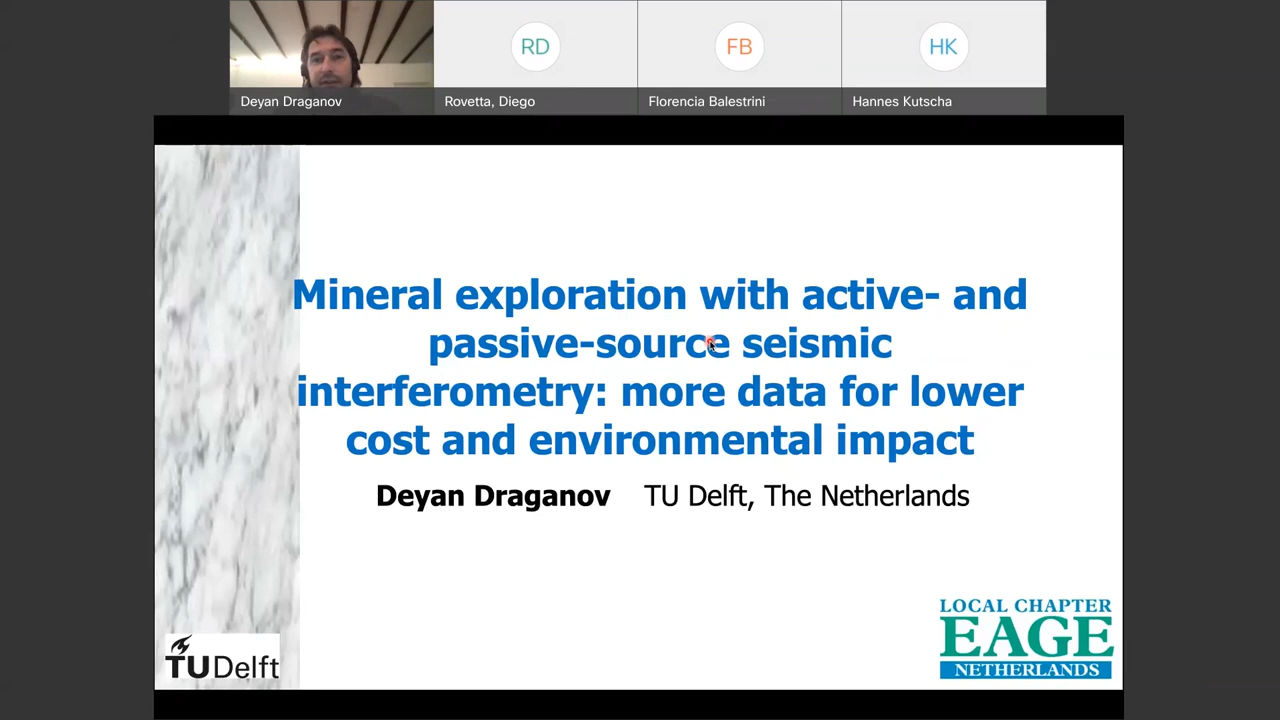 RD
FB
HK
Deyan Draganov
Rovetta, Diego
Florencia Balestrini
Hannes Kutscha
Mineral exploration with active- and
passive-source seismic
interferometry: more data for lower
cost and environmental impact
Deyan Draganov TU Delft, The Netherlands
TUDelft
LOCAL CHAPTER
EAGE
NETHERLANDS